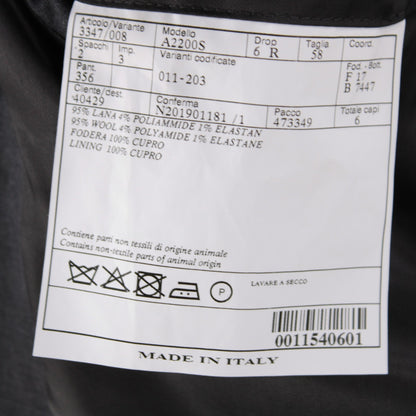 Articolo/Variante Modello Drop Taglia Coord.
3347/008 A2200S 6 R 58
Spacchi Imp. Varianti codificate Fod. - Bott.
2 3 F 17
Pant. 011-203 B 7447
356
Cliente/dest. Conferma Pacco Totale capi
40429 N201901181 /1 473349 6
95% LANA 4% POLIAMMIDE 1% ELASTAN
95% WOOL 4% POLYAMIDE 1% ELASTANE
FODERA 100% CUPRO
LINING 100% CUPRO
Contiene parti non tessili di origine animale
Contains non-textile parts of animal origin
P LAVARE A SECCO
0011540601
MADE IN ITALY